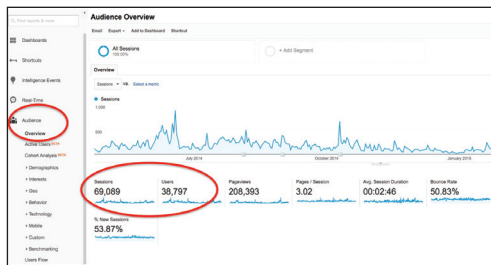 Find reports & more
Dashboards
Shortcuts
Intelligence Events
Real-Time
Audience
Overview
Active Users BETA
Cohort Analysis BETA
Demographics
Interests
Geo
Behavior
Technology
Mobile
Custom
Benchmarking
Users Flow
Audience Overview
Email Export Add to Dashboard Shortcut
All Sessions
100.00%
+ Add Segment
Overview
Sessions vs. Select a metric
Sessions
1,000
500
July 2014 October 2014 January 2015
Sessions
69,089
Users
38,797
Pageviews
208,393
Pages / Session
3.02
Avg. Session Duration
00:02:46
Bounce Rate
50.83%
% New Sessions
53.87%